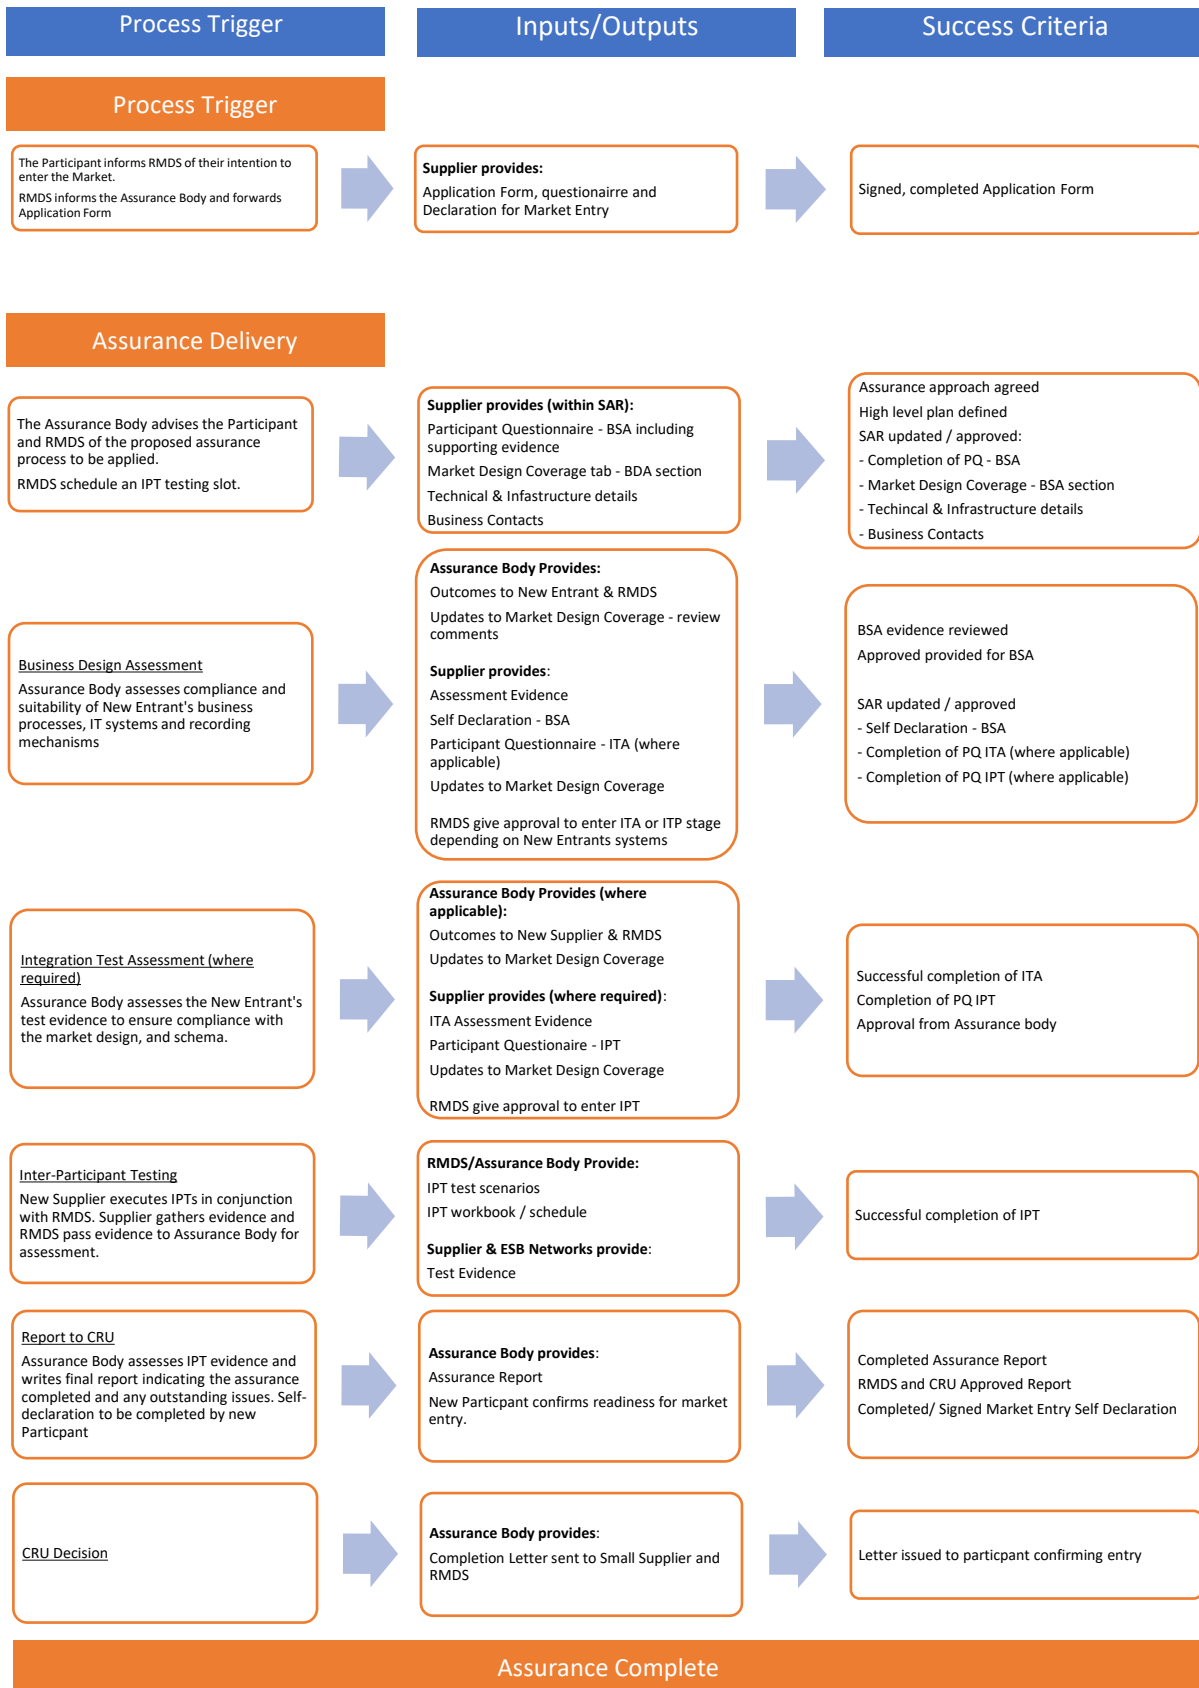 Process Trigger
Inputs/Outputs
Success Criteria
Process Trigger
The Participant informs RMDS of their intention to
enter the Market.
RMDS informs the Assurance Body and forwards
Application Form
Supplier provides:
Application Form, questionairre and
Declaration for Market Entry
Signed, completed Application Form
Assurance Delivery
The Assurance Body advises the Participant
and RMDS of the proposed assurance
process to be applied.
RMDS schedule an IPT testing slot.
Supplier provides (within SAR):
Participant Questionnaire - BSA including
supporting evidence
Market Design Coverage tab - BDA section
Technical & Infastructure details
Business Contacts
Assurance approach agreed
High level plan defined
SAR updated / approved:
- Completion of PQ - BSA
- Market Design Coverage - BSA section
- Techincal & Infrastructure details
- Business Contacts
Business Design Assessment
Assurance Body assesses compliance and
suitability of New Entrant's business
processes, IT systems and recording
mechanisms
Assurance Body Provides:
Outcomes to New Entrant & RMDS
Updates to Market Design Coverage - review
comments
Supplier provides:
Assessment Evidence
Self Declaration - BSA
Participant Questionnaire - ITA (where
applicable)
Updates to Market Design Coverage
RMDS give approval to enter ITA or ITP stage
depending on New Entrants systems
BSA evidence reviewed
Approved provided for BSA
SAR updated / approved
- Self Declaration - BSA
- Completion of PQ ITA (where applicable)
- Completion of PQ IPT (where applicable)
Integration Test Assessment (where
required)
Assurance Body assesses the New Entrant's
test evidence to ensure compliance with
the market design, and schema.
Assurance Body Provides (where
applicable):
Outcomes to New Supplier & RMDS
Updates to Market Design Coverage
Supplier provides (where required):
ITA Assessment Evidence
Participant Questionaire - IPT
Updates to Market Design Coverage
RMDS give approval to enter IPT
Successful completion of ITA
Completion of PQ IPT
Approval from Assurance body
Inter-Participant Testing
New Supplier executes IPTs in conjunction
with RMDS. Supplier gathers evidence and
RMDS pass evidence to Assurance Body for
assessment.
RMDS/Assurance Body Provide:
IPT test scenarios
IPT workbook / schedule
Supplier & ESB Networks provide:
Test Evidence
Successful completion of IPT
Report to CRU
Assurance Body assesses IPT evidence and
writes final report indicating the assurance
completed and any outstanding issues. Self-
declaration to be completed by new
Particpant
Assurance Body provides:
Assurance Report
New Particpant confirms readiness for market
entry.
Completed Assurance Report
RMDS and CRU Approved Report
Completed/ Signed Market Entry Self Declaration
CRU Decision
Assurance Body provides:
Completion Letter sent to Small Supplier and
RMDS
Letter issued to particpant confirming entry
Assurance Complete